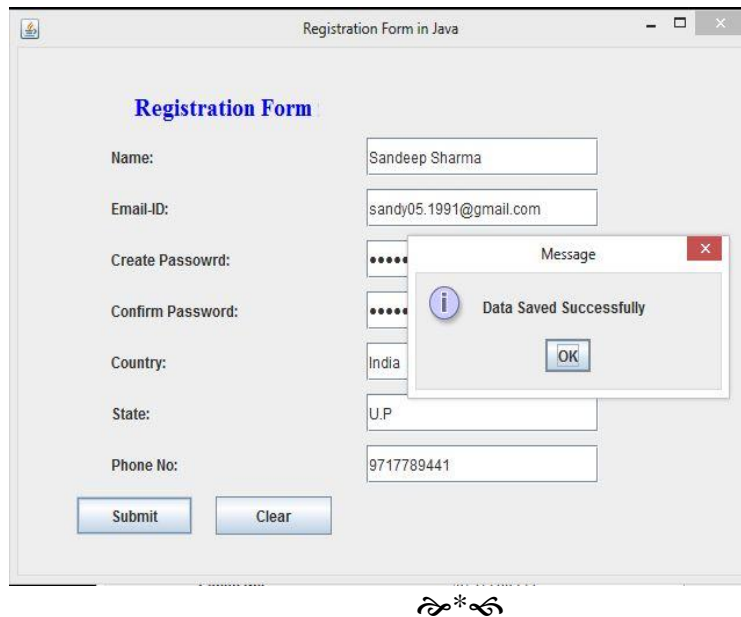 Registration Form in Java
Registration Form
Name: Sandeep Sharma
Email-ID: sandy05.1991@gmail.com
Create Passowrd: •••••
Confirm Password: •••••
Message
Data Saved Successfully
OK
Country: India
State: U.P
Phone No: 9717789441
Submit Clear